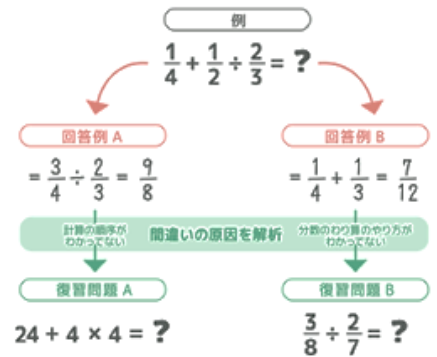 例
1/4 + 1/2 ÷ 2/3 = ?
回答例 A
回答例 B
= 3/4 ÷ 2/3 = 9/8
= 1/4 + 1/3 = 7/12
計算の順序が
わかってない
間違いの原因を解析
分数のわり算のやり方が
わかってない
復習問題 A
復習問題 B
24 + 4 × 4 = ?
3/8 ÷ 2/7 = ?